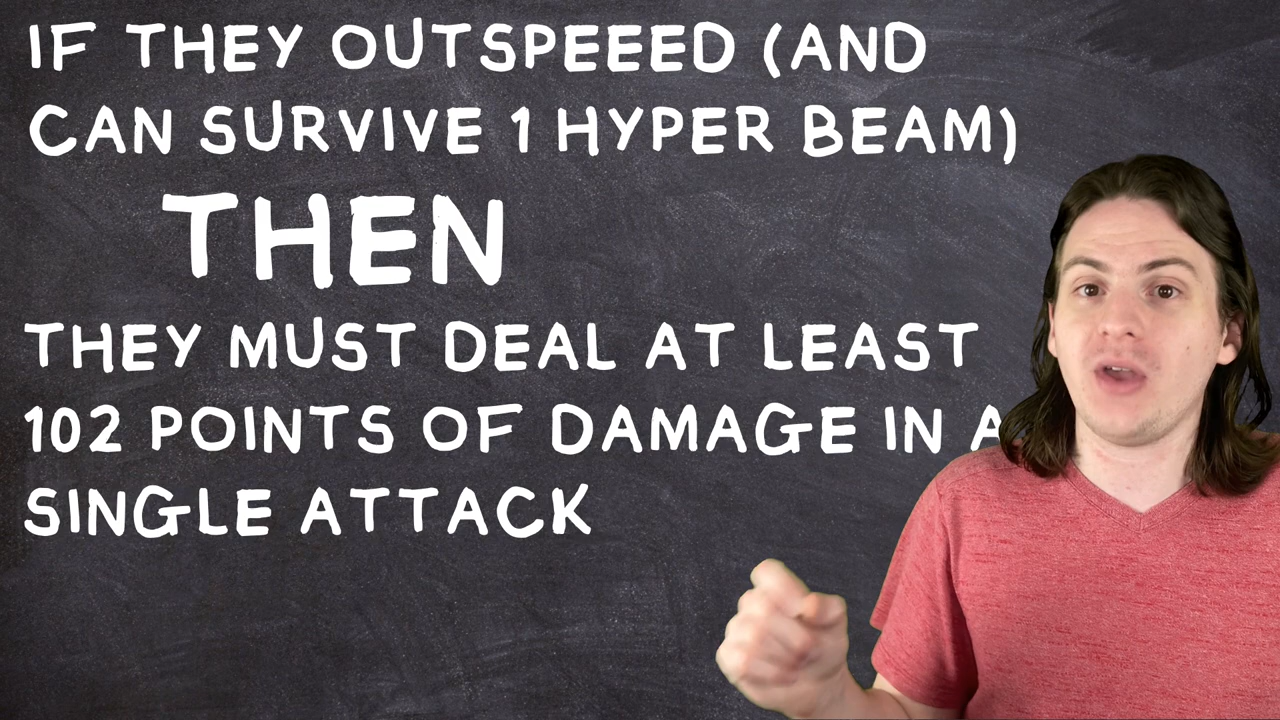 IF THEY OUTSPEEED (AND
CAN SURVIVE 1 HYPER BEAM)
THEN
THEY MUST DEAL AT LEAST
102 POINTS OF DAMAGE IN A
SINGLE ATTACK